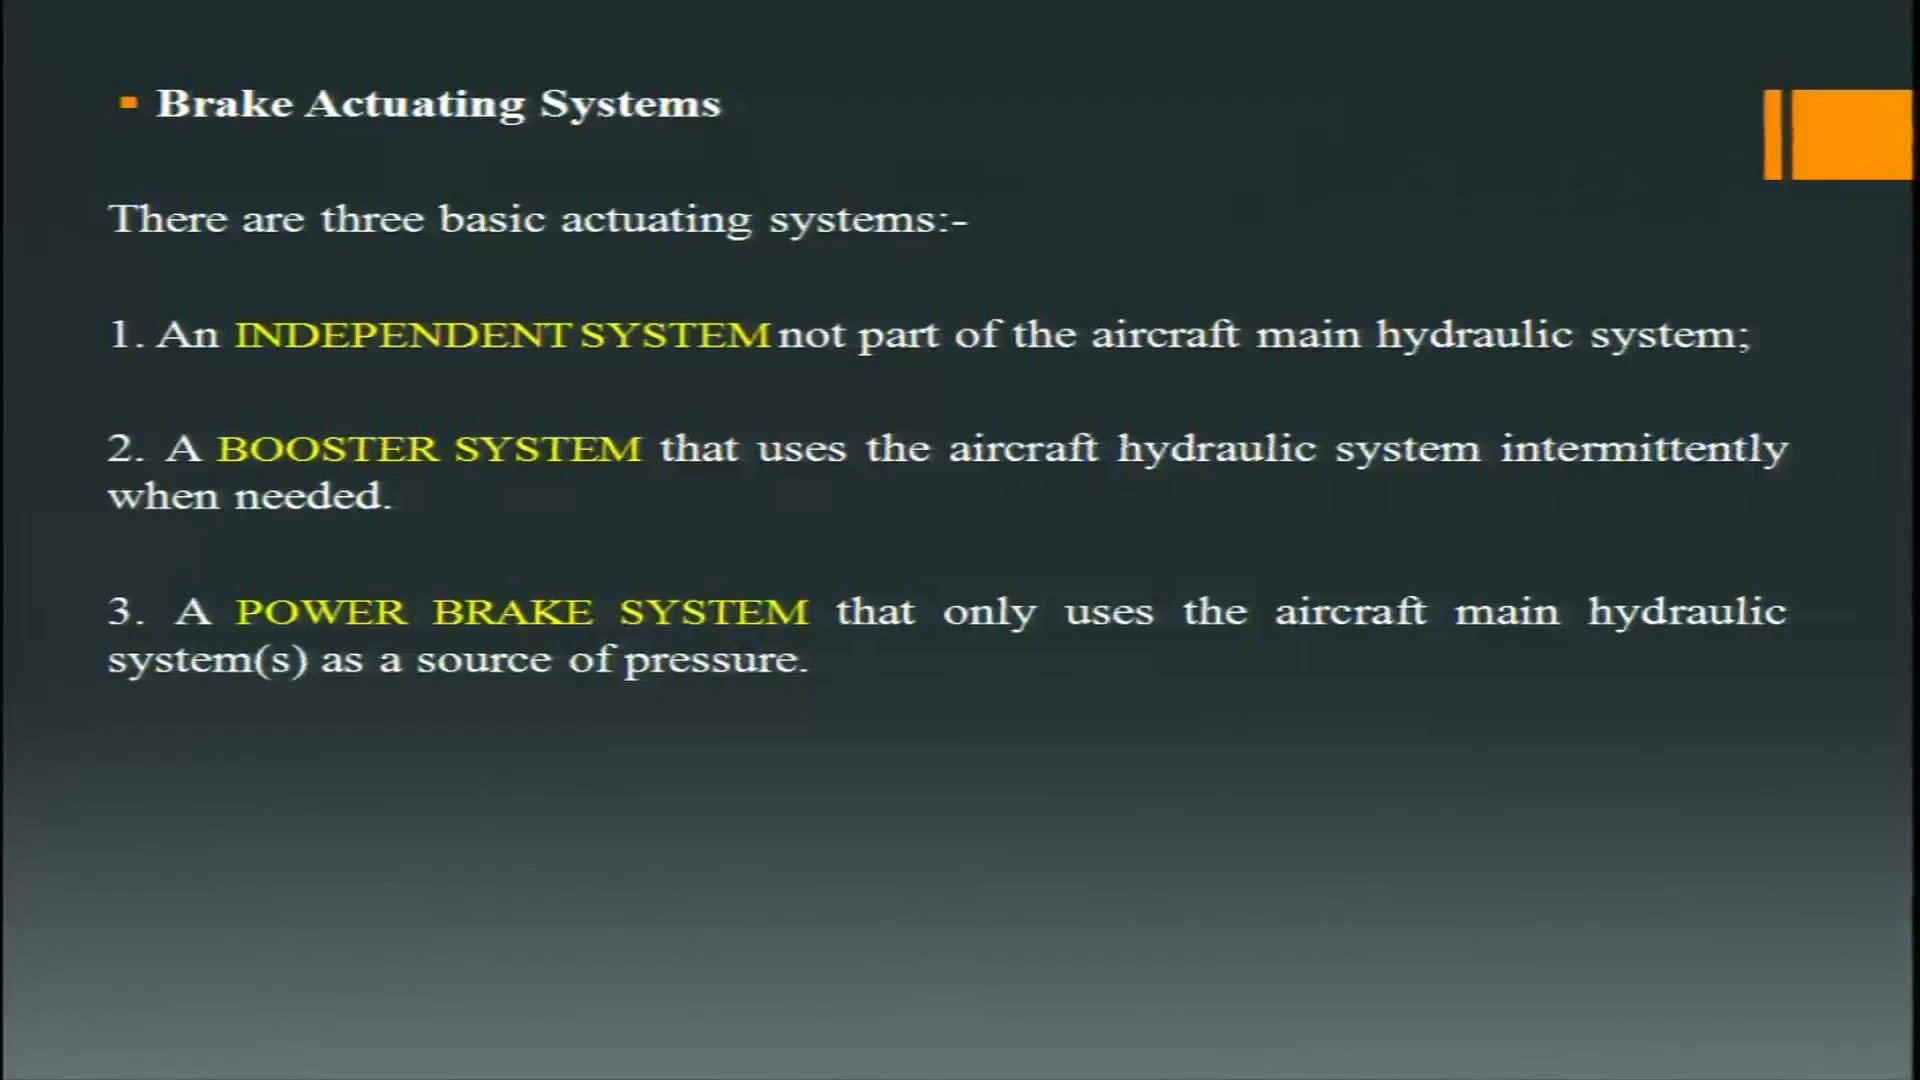 Brake Actuating Systems
There are three basic actuating systems:-
1. An INDEPENDENT SYSTEM not part of the aircraft main hydraulic system;
2. A BOOSTER SYSTEM that uses the aircraft hydraulic system intermittently
when needed.
3. A POWER BRAKE SYSTEM that only uses the aircraft main hydraulic
system(s) as a source of pressure.